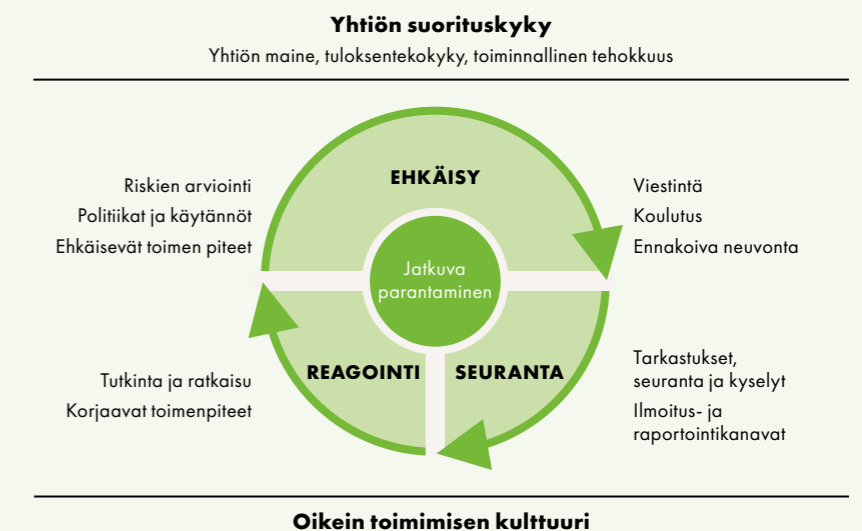 Yhtiön suorituskyky
Yhtiön maine, tuloksentekokyky, toiminnallinen tehokkuus
EHKÄISY
Riskien arviointi
Politiikat ja käytännöt
Ehkäisevät toimen piteet
Viestintä
Koulutus
Ennakoiva neuvonta
Jatkuva
parantaminen
REAGOINTI
SEURANTA
Tutkinta ja ratkaisu
Korjaavat toimenpiteet
Tarkastukset,
seuranta ja kyselyt
Ilmoitus- ja
raportointikanavat
Oikein toimimisen kulttuuri